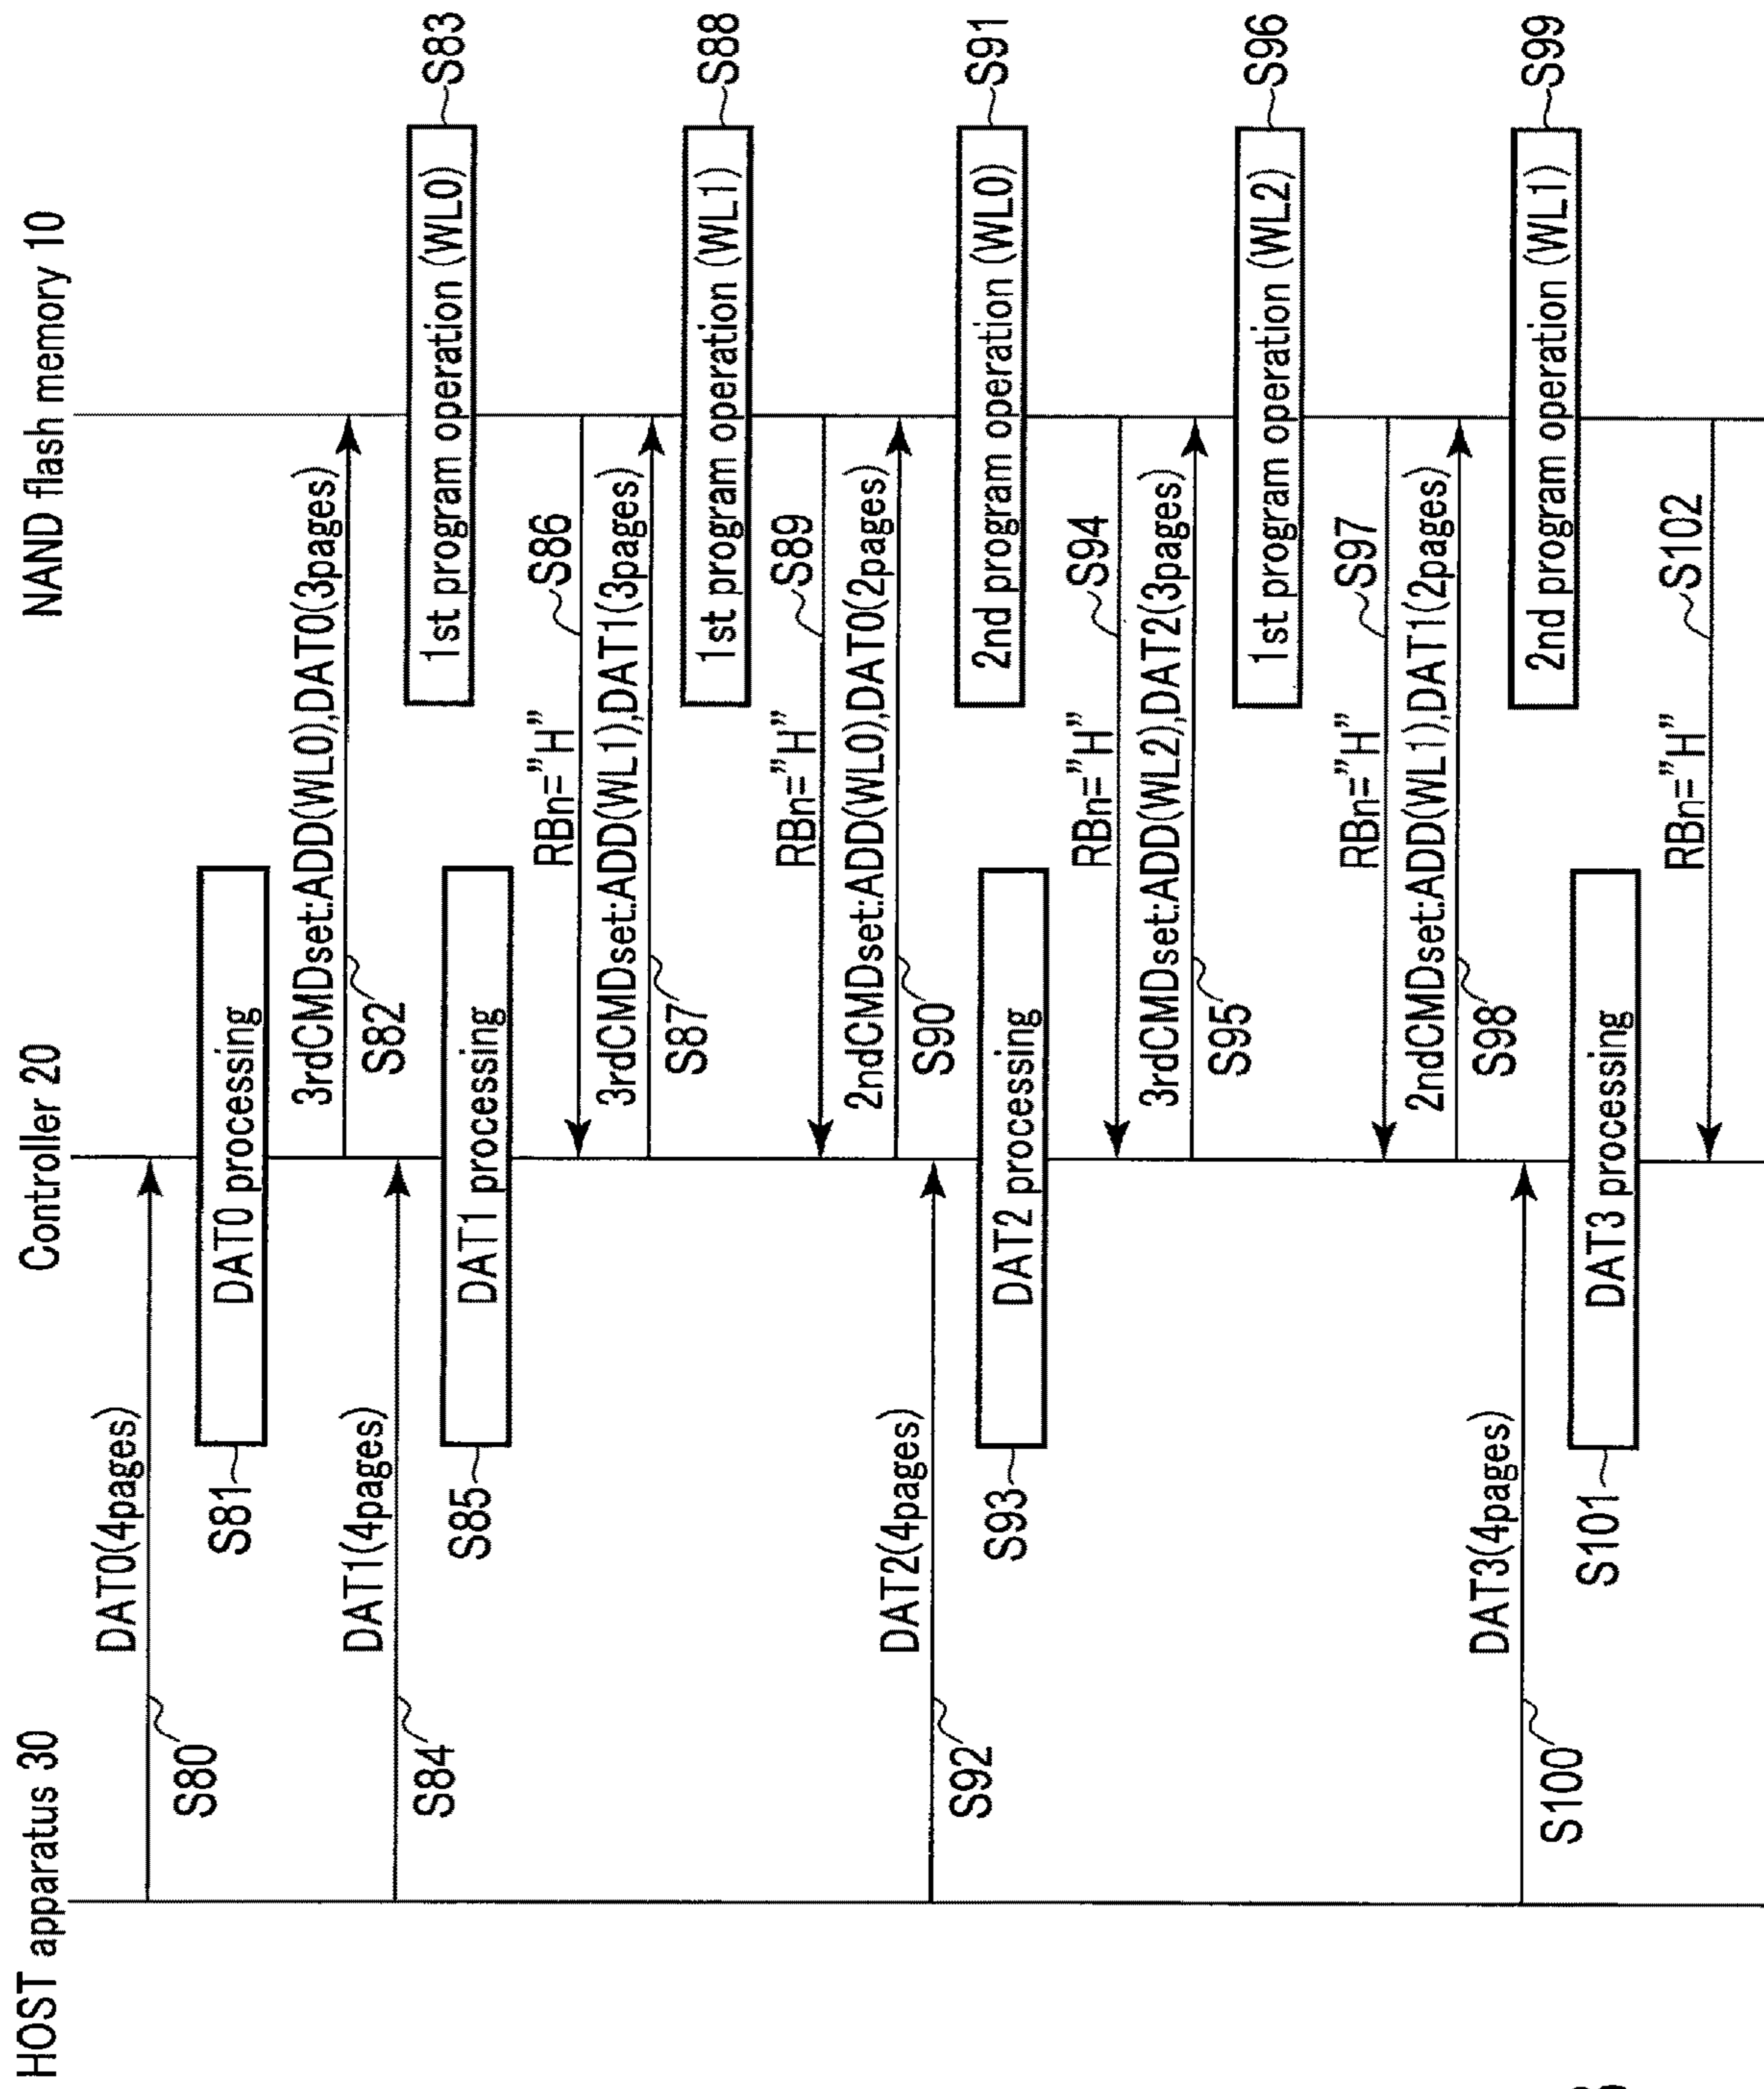 HOST apparatus 30
Controller 20
NAND flash memory 10
DAT0(4pages)
S80
S81
DAT0 processing
3rdCMDset:ADD(WL0),DAT0(3pages)
S82
1st program operation (WL0)
S83
DAT1(4pages)
S84
S85
DAT1 processing
RBn="H"
S86
3rdCMDset:ADD(WL1),DAT1(3pages)
S87
1st program operation (WL1)
S88
RBn="H"
S89
2ndCMDset:ADD(WL0),DAT0(2pages)
S90
2nd program operation (WL0)
S91
DAT2(4pages)
S92
S93
DAT2 processing
RBn="H"
S94
3rdCMDset:ADD(WL2),DAT2(3pages)
S95
1st program operation (WL2)
S96
RBn="H"
S97
2ndCMDset:ADD(WL1),DAT1(2pages)
S98
2nd program operation (WL1)
S99
DAT3(4pages)
S100
S101
DAT3 processing
RBn="H"
S102